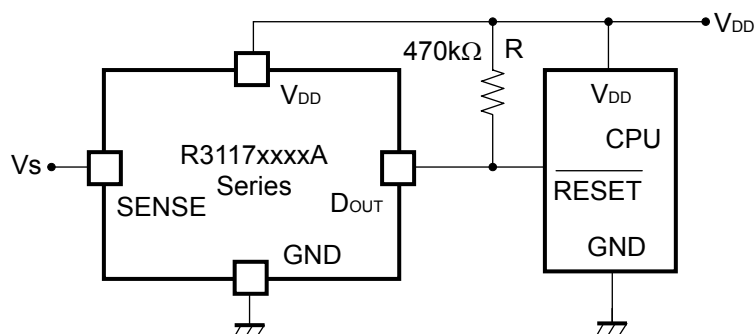 VDD
470kΩ R
VDD
VDD
R3117xxxxA
Series
CPU
Vs
SENSE
DOUT
RESET
GND
GND